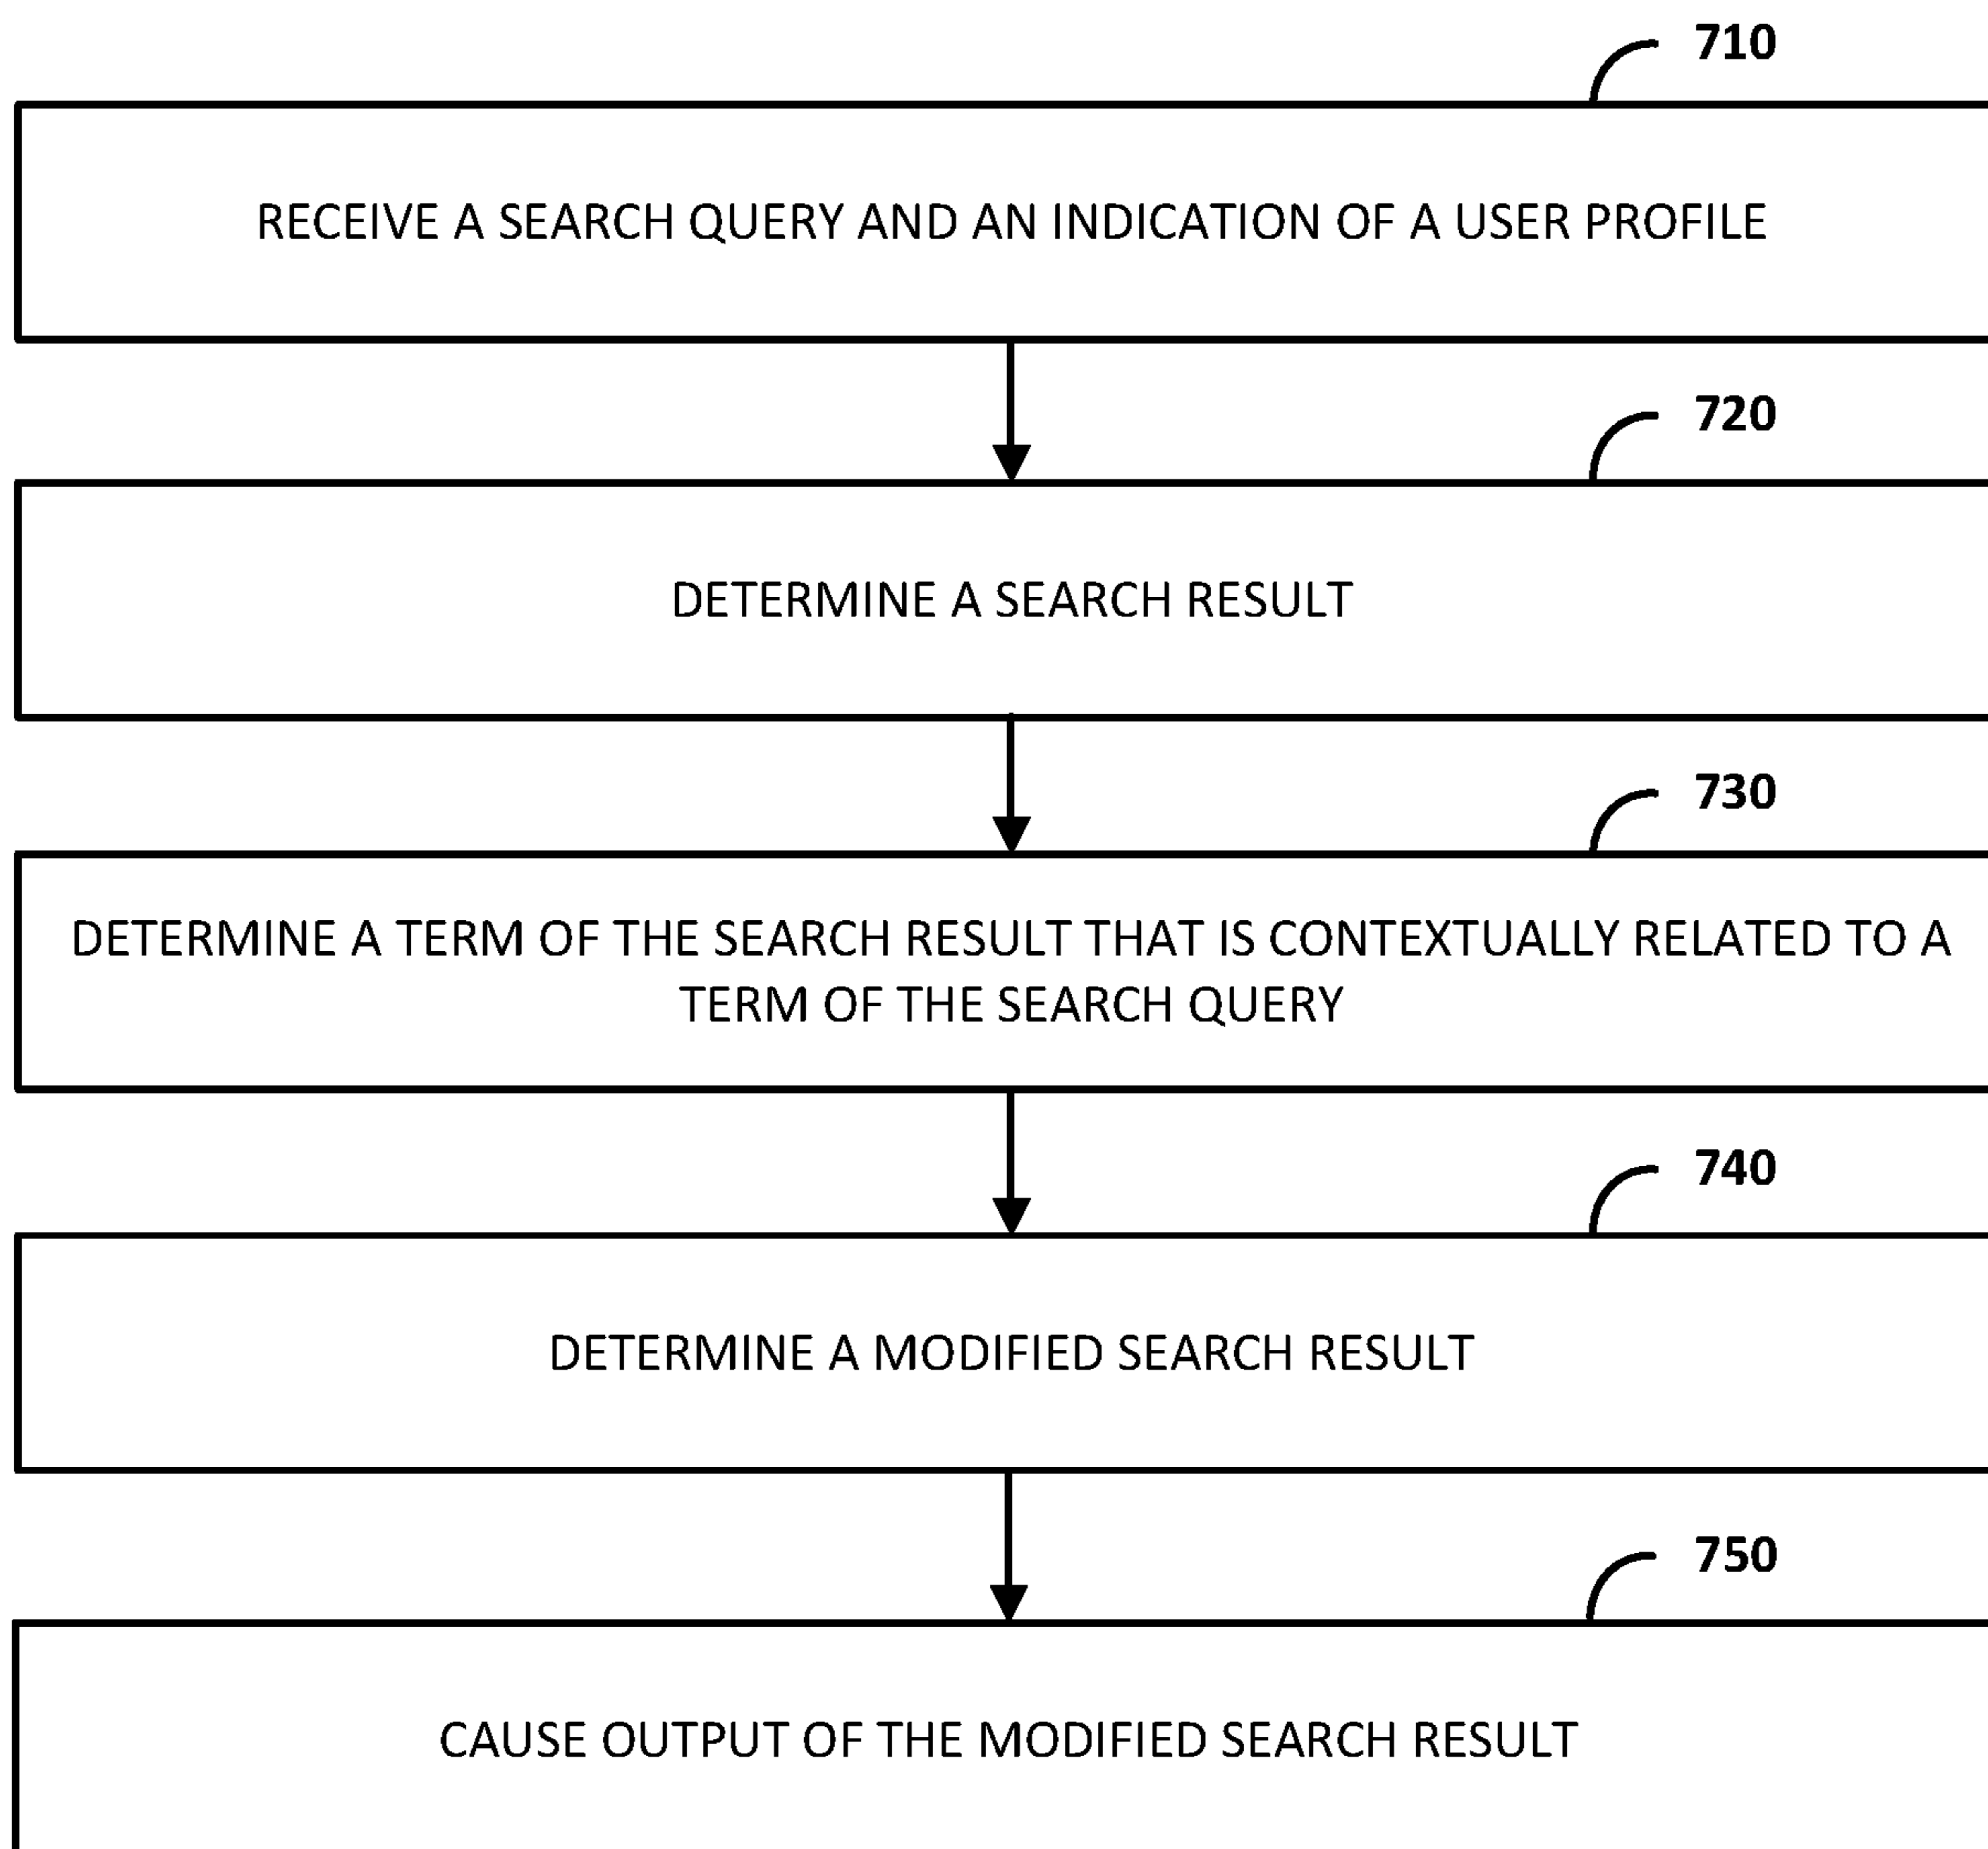 710
RECEIVE A SEARCH QUERY AND AN INDICATION OF A USER PROFILE
720
DETERMINE A SEARCH RESULT
730
DETERMINE A TERM OF THE SEARCH RESULT THAT IS CONTEXTUALLY RELATED TO A
TERM OF THE SEARCH QUERY
740
DETERMINE A MODIFIED SEARCH RESULT
750
CAUSE OUTPUT OF THE MODIFIED SEARCH RESULT